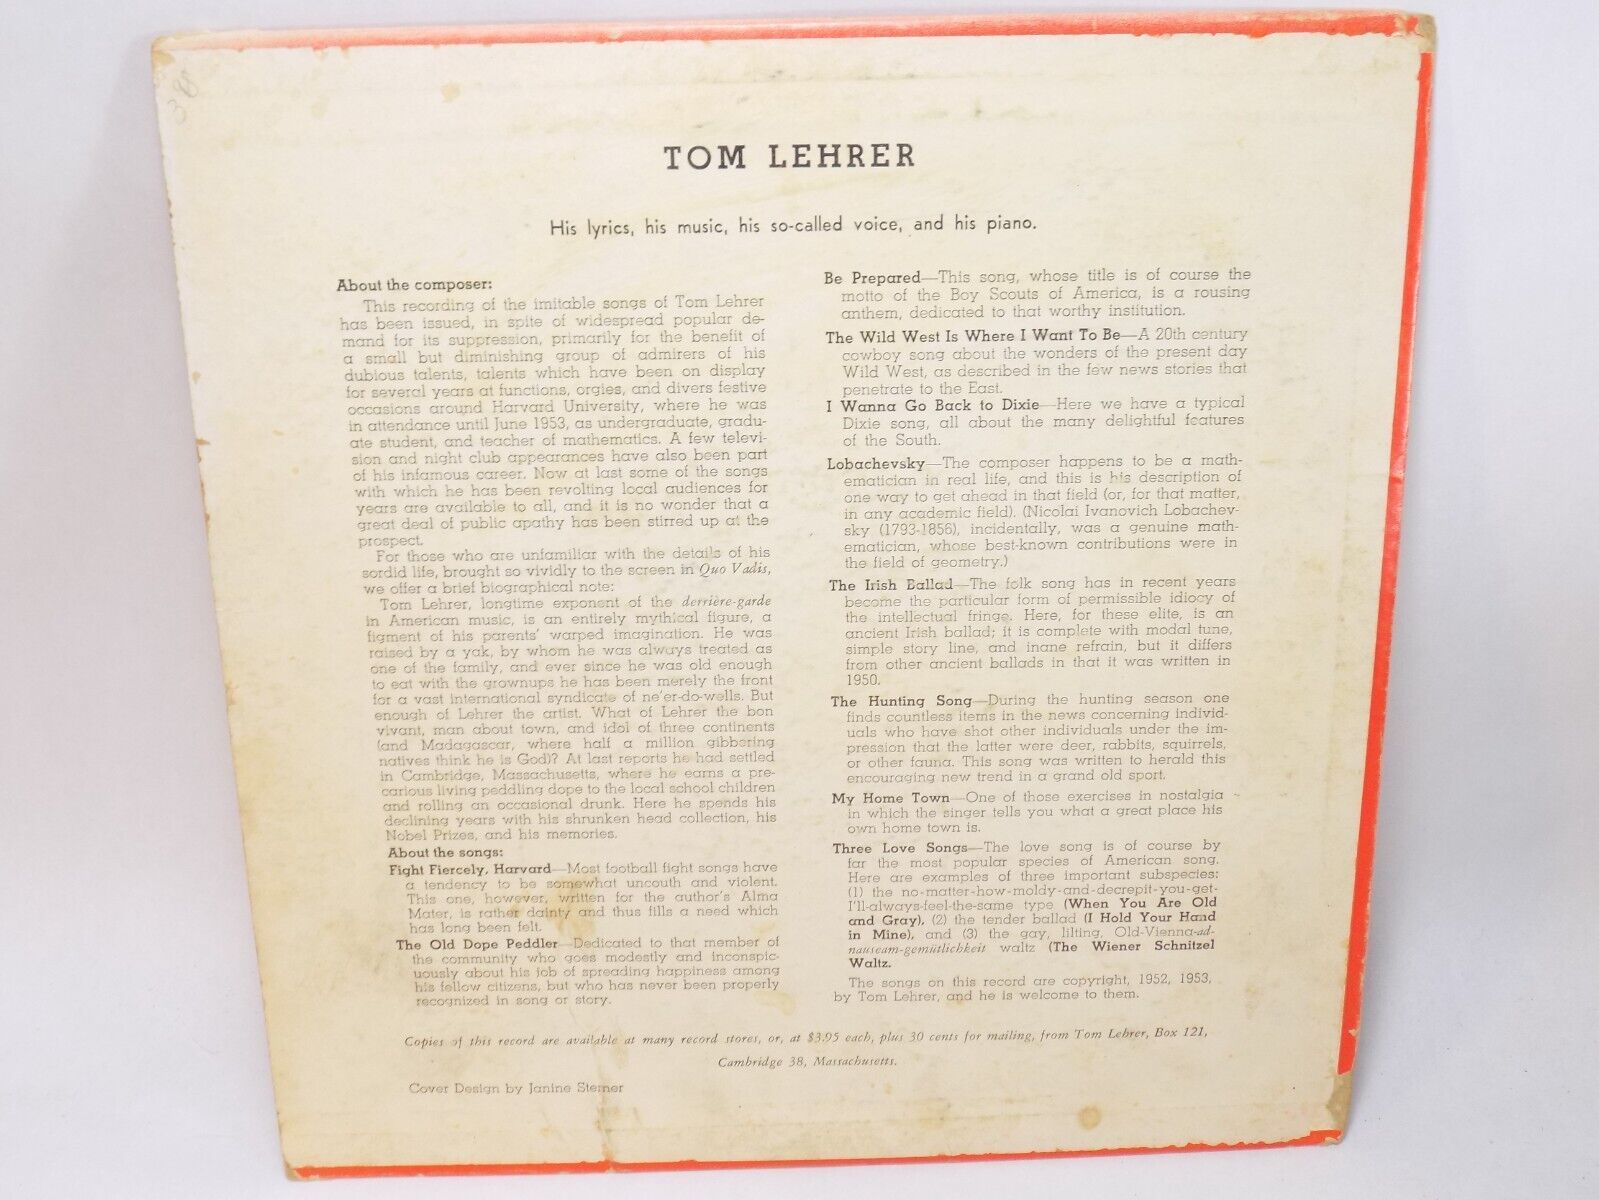 38
TOM LEHRER
His lyrics, his music, his so-called voice, and his piano.
About the composer:
This recording of the imitable songs of Tom Lehrer
has been issued, in spite of widespread popular de-
mand for its suppression, primarily for the benefit of
a small but diminishing group of admirers of his
dubious talents, talents which have been on display
for several years at functions, orgies, and divers festive
occasions around Harvard University, where he was
in attendance until June 1953, as undergraduate, gradu-
ate student, and teacher of mathematics. A few televi-
sion and night club appearances have also been part
of his infamous career. Now at last some of the songs
with which he has been revolting local audiences for
years are available to all, and it is no wonder that a
great deal of public apathy has been stirred up at the
prospect.
For those who are unfamiliar with the details of his
sordid life, brought so vividly to the screen in Quo Vadis,
we offer a brief biographical note:
Tom Lehrer, longtime exponent of the derrière-garde
in American music, is an entirely mythical figure, a
figment of his parents' warped imagination. He was
raised by a yak, by whom he was always treated as
one of the family, and ever since he was old enough
to eat with the grownups he has been merely the front
for a vast international syndicate of ne'er-do-wells. But
enough of Lehrer the artist. What of Lehrer the bon
vivant, man about town, and idol of three continents
(and Madagascar, where half a million gibbering
natives think he is God)? At last reports he had settled
in Cambridge, Massachusetts, where he earns a pre-
carious living peddling dope to the local school children
and rolling an occasional drunk. Here he spends his
declining years with his shrunken head collection, his
Nobel Prizes, and his memories.
About the songs:
Fight Fiercely, Harvard—Most football fight songs have
a tendency to be somewhat uncouth and violent.
This one, however, written for the author's Alma
Mater, is rather dainty and thus fills a need which
has long been felt.
The Old Dope Peddler—Dedicated to that member of
the community who goes modestly and inconspic-
uously about his job of spreading happiness among
his fellow citizens, but who has never been properly
recognized in song or story.
Be Prepared—This song, whose title is of course the
motto of the Boy Scouts of America, is a rousing
anthem, dedicated to that worthy institution.
The Wild West Is Where I Want To Be—A 20th century
cowboy song about the wonders of the present day
Wild West, as described in the few news stories that
penetrate to the East.
I Wanna Go Back to Dixie—Here we have a typical
Dixie song, all about the many delightful features
of the South.
Lobachevsky—The composer happens to be a math-
ematician in real life, and this is his description of
one way to get ahead in that field (or, for that matter,
in any academic field). (Nicolai Ivanovich Lobachev-
sky (1793-1856), incidentally, was a genuine math-
ematician, whose best-known contributions were in
the field of geometry.)
The Irish Ballad—The folk song has in recent years
become the particular form of permissible idiocy of
the intellectual fringe. Here, for these elite, is an
ancient Irish ballad; it is complete with modal tune,
simple story line, and inane refrain, but it differs
from other ancient ballads in that it was written in
1950.
The Hunting Song—During the hunting season one
finds countless items in the news concerning individ-
uals who have shot other individuals under the im-
pression that the latter were deer, rabbits, squirrels,
or other fauna. This song was written to herald this
encouraging new trend in a grand old sport.
My Home Town—One of those exercises in nostalgia
in which the singer tells you what a great place his
own home town is.
Three Love Songs—The love song is of course by
far the most popular species of American song.
Here are examples of three important subspecies:
(1) the no-matter-how-moldy-and-decrepit-you-get-
I'll-always-feel-the-same type (When You Are Old
and Gray), (2) the tender ballad (I Hold Your Hand
in Mine), and (3) the gay, lilting, Old-Vienna-ad-
nauseam-gemütlichkeit waltz (The Wiener Schnitzel
Waltz.
The songs on this record are copyright, 1952, 1953,
by Tom Lehrer, and he is welcome to them.
Copies of this record are available at many record stores, or, at $3.95 each, plus 30 cents for mailing, from Tom Lehrer, Box 121,
Cambridge 38, Massachusetts.
Cover Design by Janine Sterner